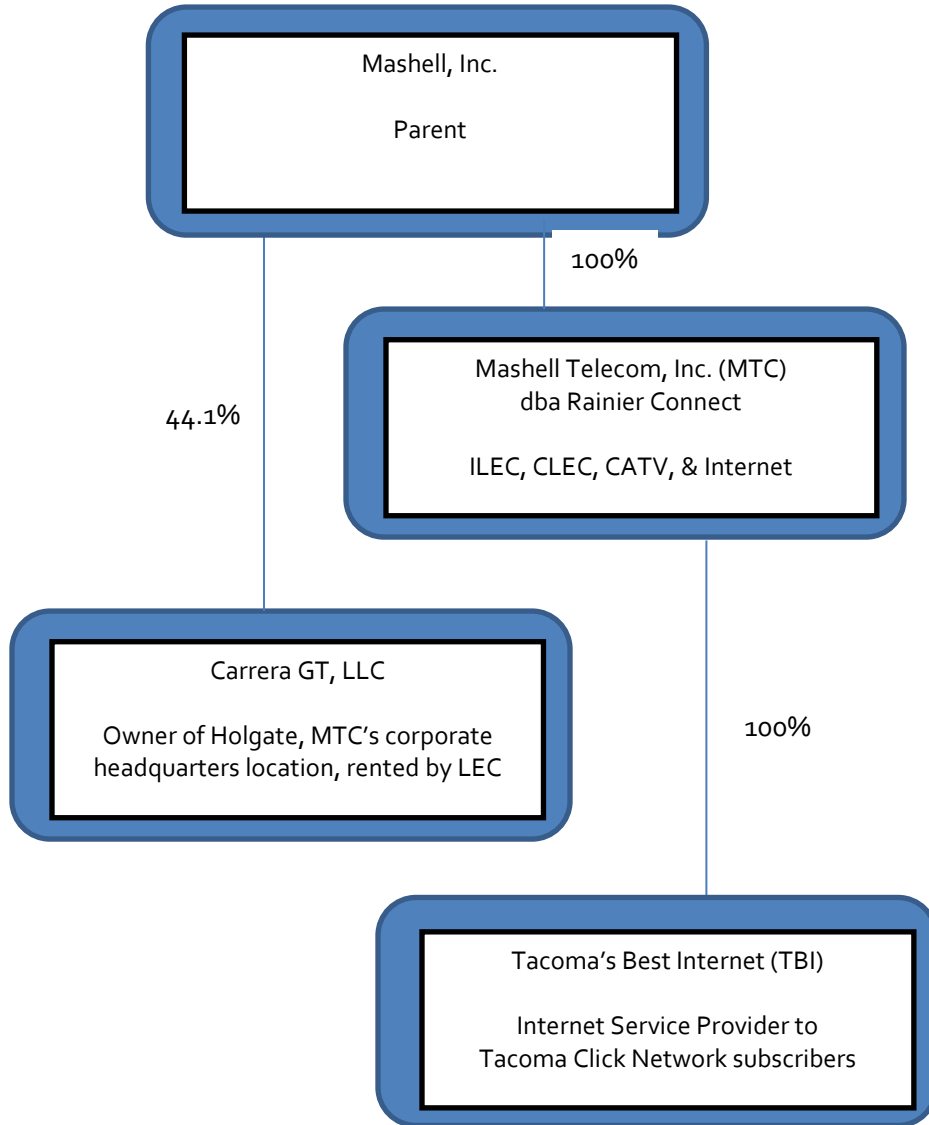 Mashell, Inc.
Parent
100%
Mashell Telecom, Inc. (MTC)
dba Rainier Connect
ILEC, CLEC, CATV, & Internet
44.1%
Carrera GT, LLC
Owner of Holgate, MTC’s corporate
headquarters location, rented by LEC
100%
Tacoma’s Best Internet (TBI)
Internet Service Provider to
Tacoma Click Network subscribers